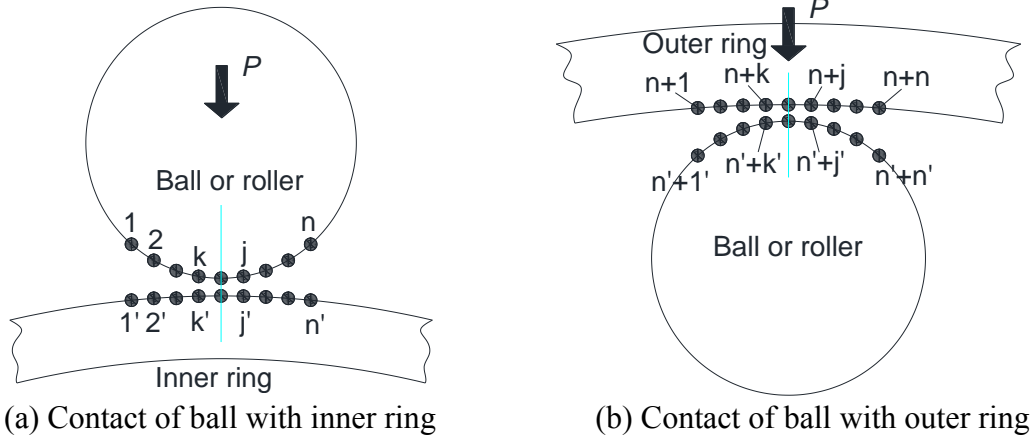 P
Ball or roller
1
2
k
j
n
1' 2' k' j' n'
Inner ring
(a) Contact of ball with inner ring
P
Outer ring
n+1
n+k
n+j
n+n
n'+1'
n'+k'
n'+j'
n'+n'
Ball or roller
(b) Contact of ball with outer ring